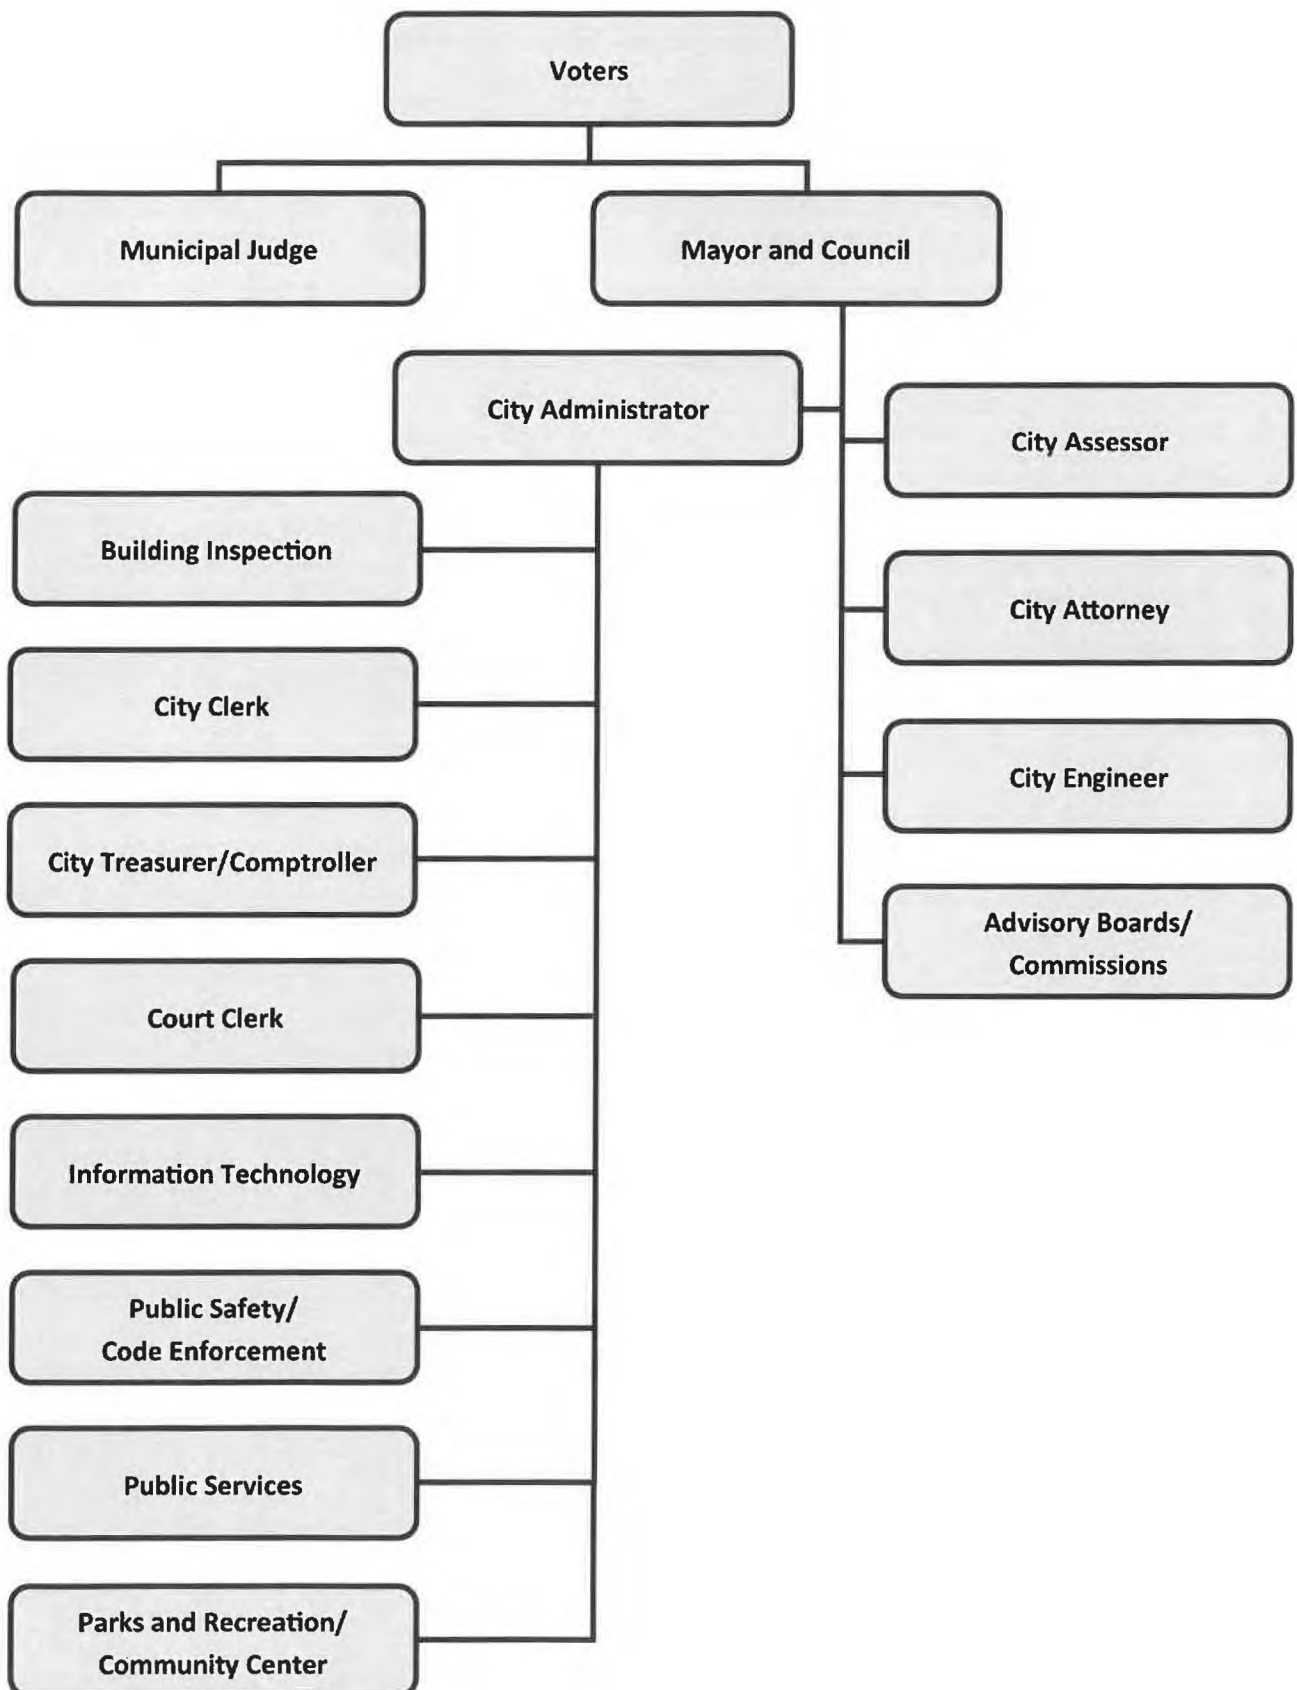 Voters
Municipal Judge
Mayor and Council
City Administrator
City Assessor
Building Inspection
City Attorney
City Clerk
City Engineer
City Treasurer/Comptroller
Advisory Boards/
Commissions
Court Clerk
Information Technology
Public Safety/
Code Enforcement
Public Services
Parks and Recreation/
Community Center